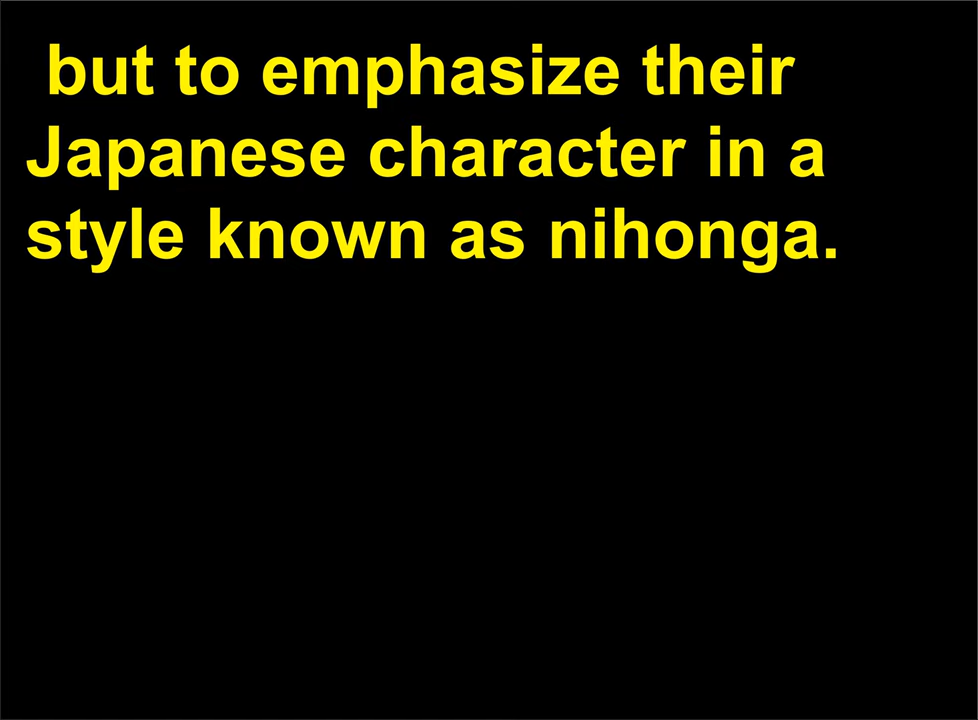 but to emphasize their
Japanese character in a
style known as nihonga.